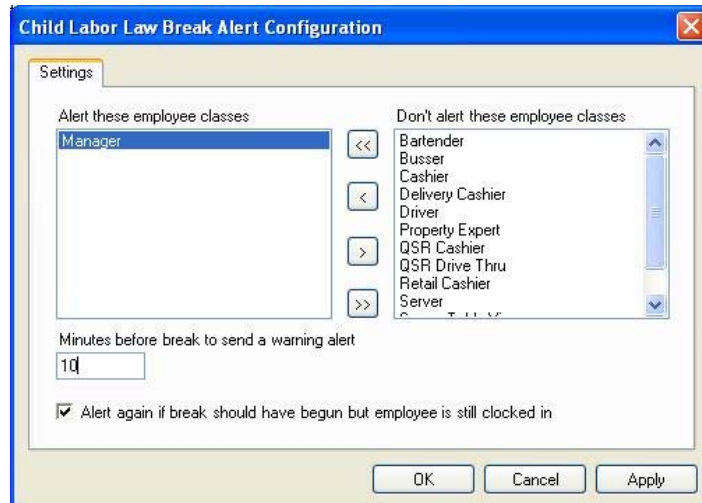 Child Labor Law Break Alert Configuration
Settings
Alert these employee classes
Manager
<<
<
>
>>
Don't alert these employee classes
Bartender
Busser
Cashier
Delivery Cashier
Driver
Property Expert
QSR Cashier
QSR Drive Thru
Retail Cashier
Server
Minutes before break to send a warning alert
10
Alert again if break should have begun but employee is still clocked in
OK
Cancel
Apply